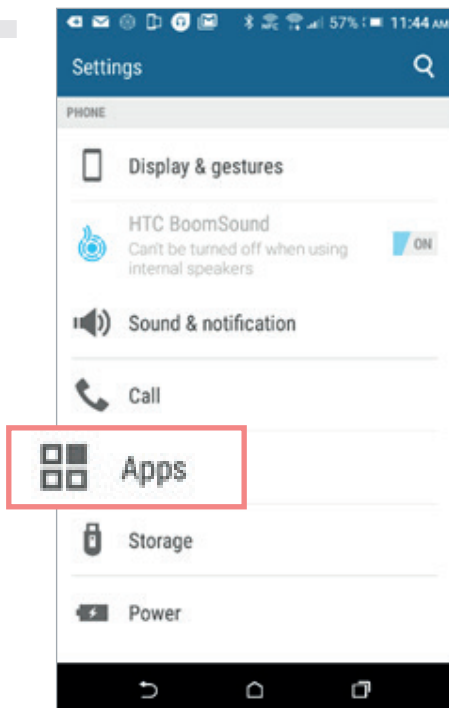 57% 11:44 AM
Settings
PHONE
Display & gestures
HTC BoomSound
Can't be turned off when using
internal speakers
ON
Sound & notification
Call
Apps
Storage
Power